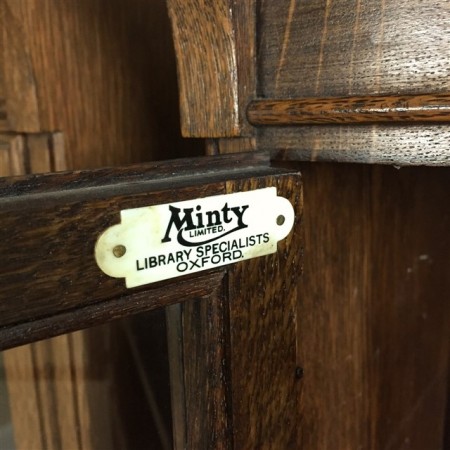 Minty
LIMITED.
LIBRARY SPECIALISTS
OXFORD.